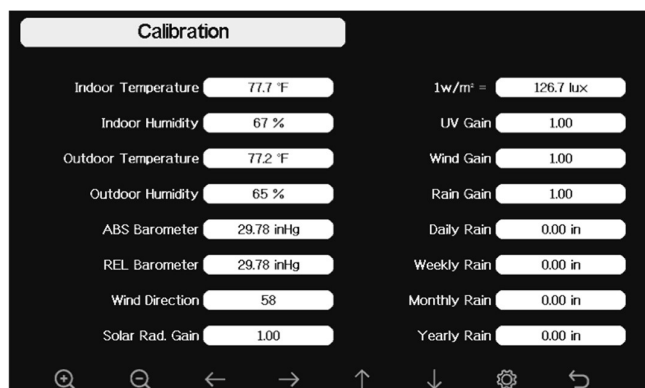 Calibration
Indoor Temperature 77.7 °F
Indoor Humidity 67 %
Outdoor Temperature 77.2 °F
Outdoor Humidity 65 %
ABS Barometer 29.78 inHg
REL Barometer 29.78 inHg
Wind Direction 58
Solar Rad. Gain 1.00
1w/m² = 126.7 lux
UV Gain 1.00
Wind Gain 1.00
Rain Gain 1.00
Daily Rain 0.00 in
Weekly Rain 0.00 in
Monthly Rain 0.00 in
Yearly Rain 0.00 in